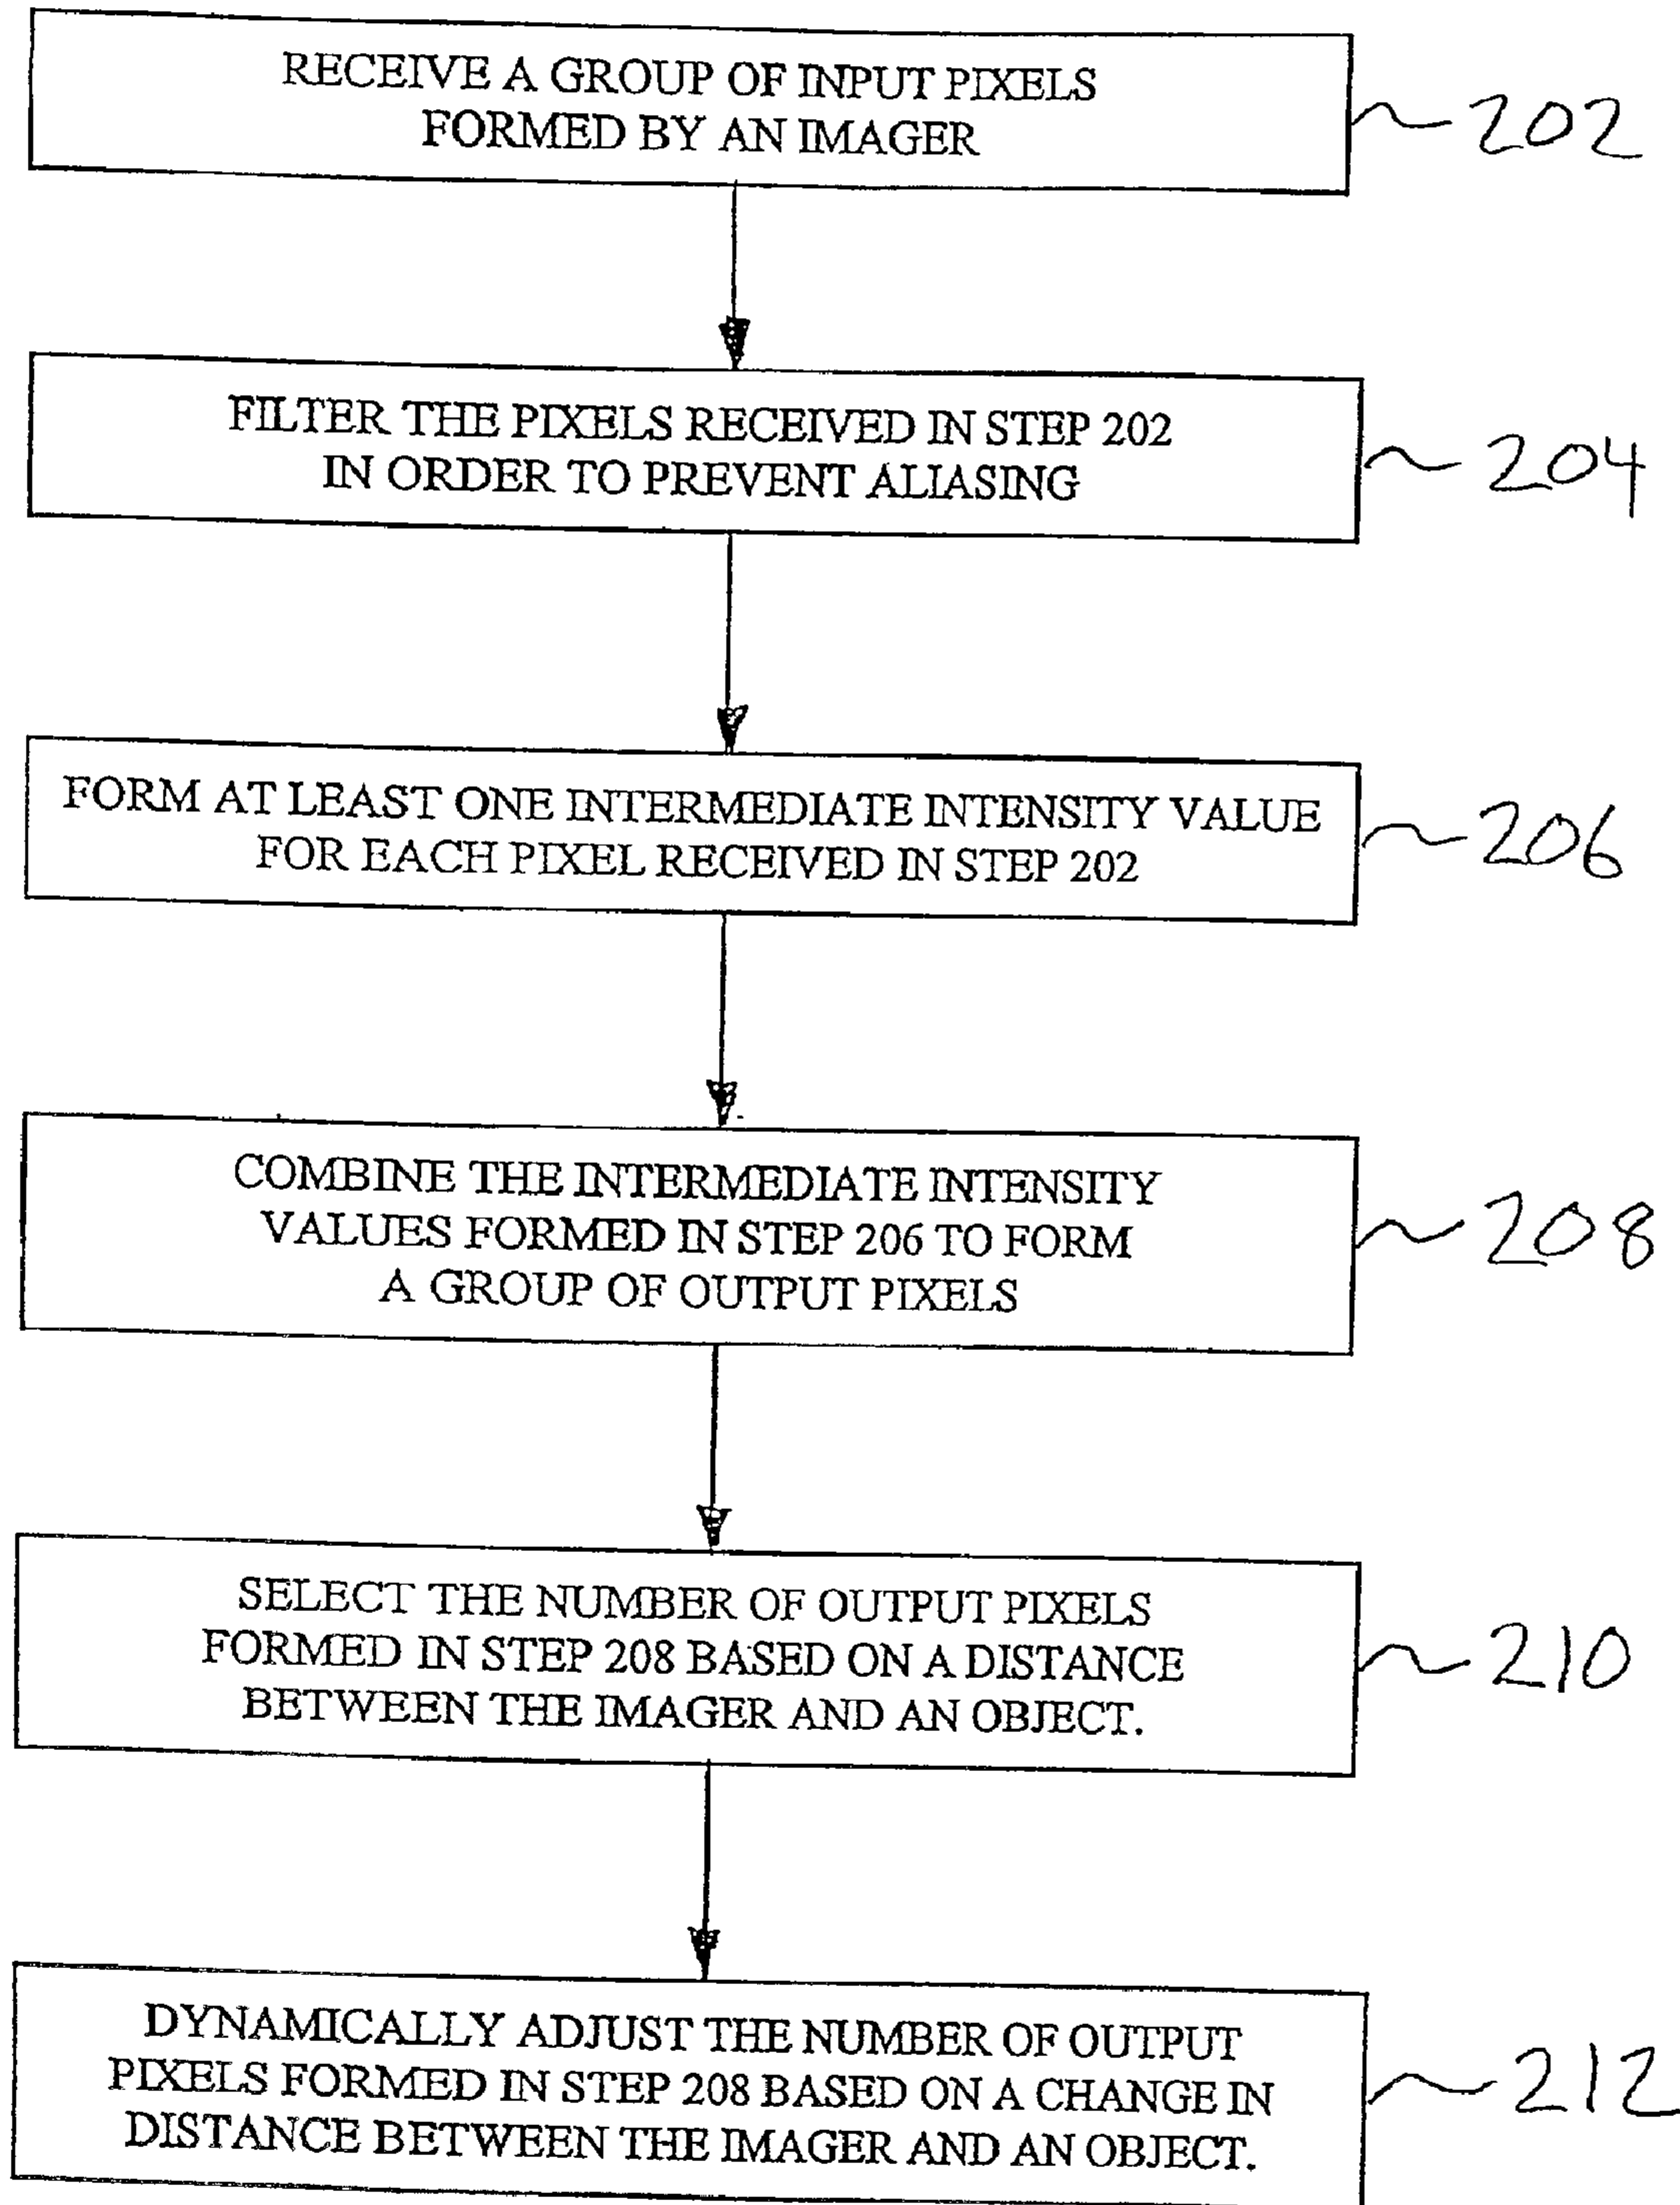 RECEIVE A GROUP OF INPUT PIXELS
FORMED BY AN IMAGER
202
FILTER THE PIXELS RECEIVED IN STEP 202
IN ORDER TO PREVENT ALIASING
204
FORM AT LEAST ONE INTERMEDIATE INTENSITY VALUE
FOR EACH PIXEL RECEIVED IN STEP 202
206
COMBINE THE INTERMEDIATE INTENSITY
VALUES FORMED IN STEP 206 TO FORM
A GROUP OF OUTPUT PIXELS
208
SELECT THE NUMBER OF OUTPUT PIXELS
FORMED IN STEP 208 BASED ON A DISTANCE
BETWEEN THE IMAGER AND AN OBJECT.
210
DYNAMICALLY ADJUST THE NUMBER OF OUTPUT
PIXELS FORMED IN STEP 208 BASED ON A CHANGE IN
DISTANCE BETWEEN THE IMAGER AND AN OBJECT.
212